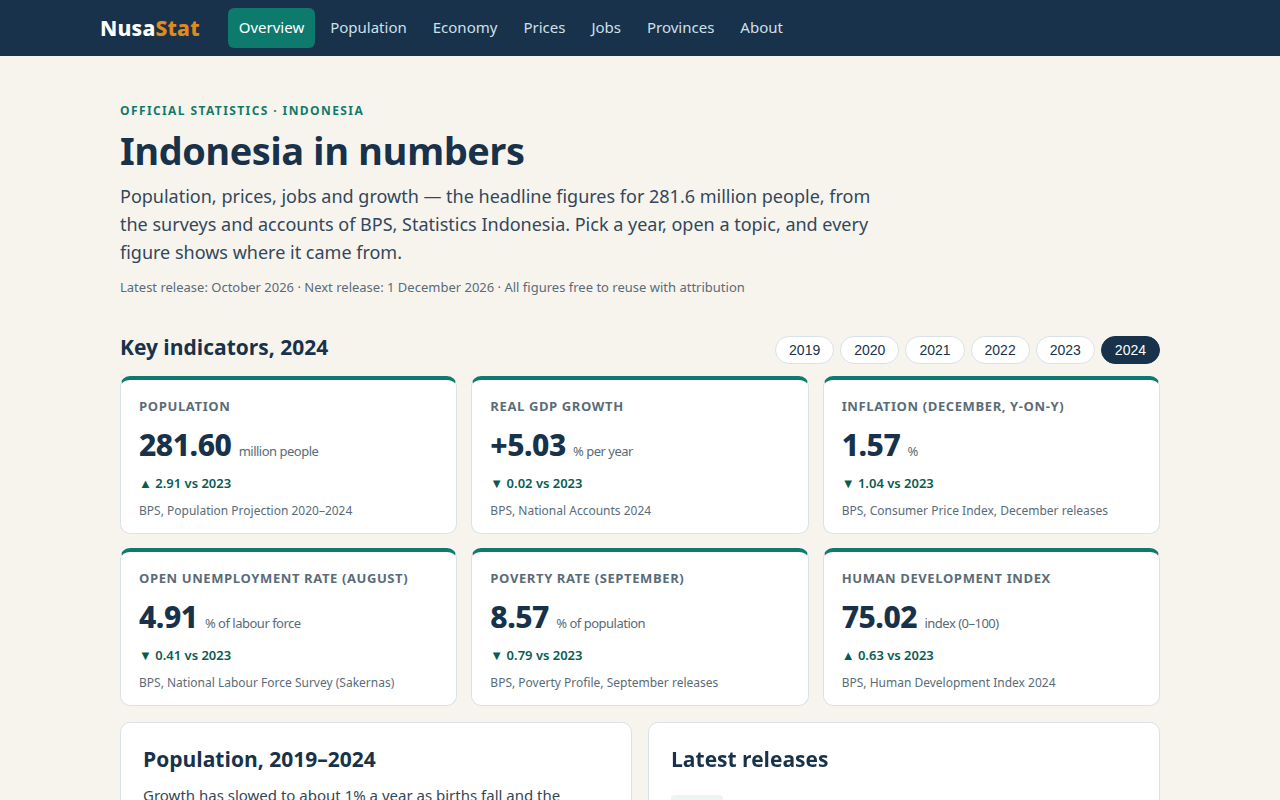 NusaStat
Overview
Population
Economy
Prices
Jobs
Provinces
About
OFFICIAL STATISTICS · INDONESIA
Indonesia in numbers
Population, prices, jobs and growth — the headline figures for 281.6 million people, from
the surveys and accounts of BPS, Statistics Indonesia. Pick a year, open a topic, and every
figure shows where it came from.
Latest release: October 2026 · Next release: 1 December 2026 · All figures free to reuse with attribution
Key indicators, 2024
2019
2020
2021
2022
2023
2024
POPULATION
281.60 million people
▲ 2.91 vs 2023
BPS, Population Projection 2020–2024
REAL GDP GROWTH
+5.03 % per year
▼ 0.02 vs 2023
BPS, National Accounts 2024
INFLATION (DECEMBER, Y-ON-Y)
1.57 %
▼ 1.04 vs 2023
BPS, Consumer Price Index, December releases
OPEN UNEMPLOYMENT RATE (AUGUST)
4.91 % of labour force
▼ 0.41 vs 2023
BPS, National Labour Force Survey (Sakernas)
POVERTY RATE (SEPTEMBER)
8.57 % of population
▼ 0.79 vs 2023
BPS, Poverty Profile, September releases
HUMAN DEVELOPMENT INDEX
75.02 index (0–100)
▲ 0.63 vs 2023
BPS, Human Development Index 2024
Population, 2019–2024
Growth has slowed to about 1% a year as births fall and the
Latest releases